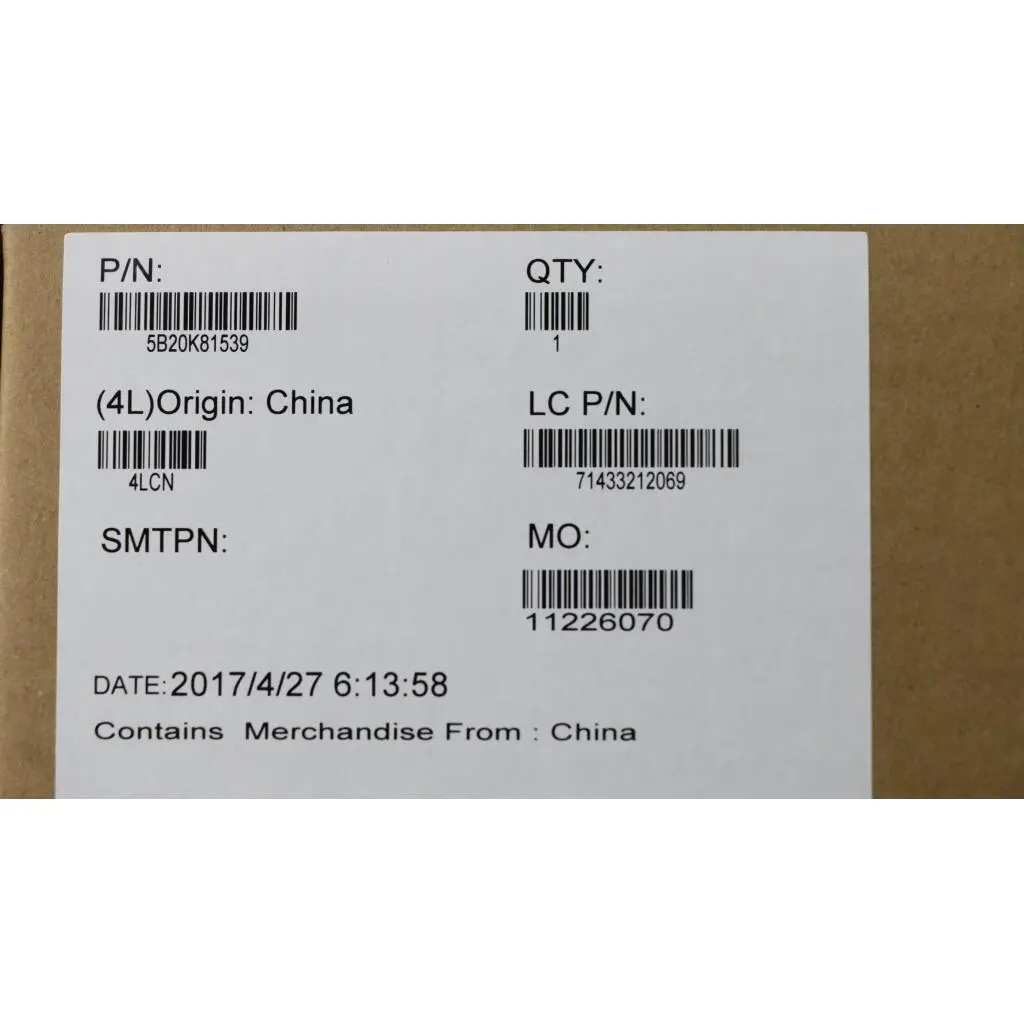 P/N:
QTY:
5B20K81539
1
(4L)Origin: China
LC P/N:
4LCN
71433212069
SMTPN:
MO:
11226070
DATE:2017/4/27 6:13:58
Contains Merchandise From : China